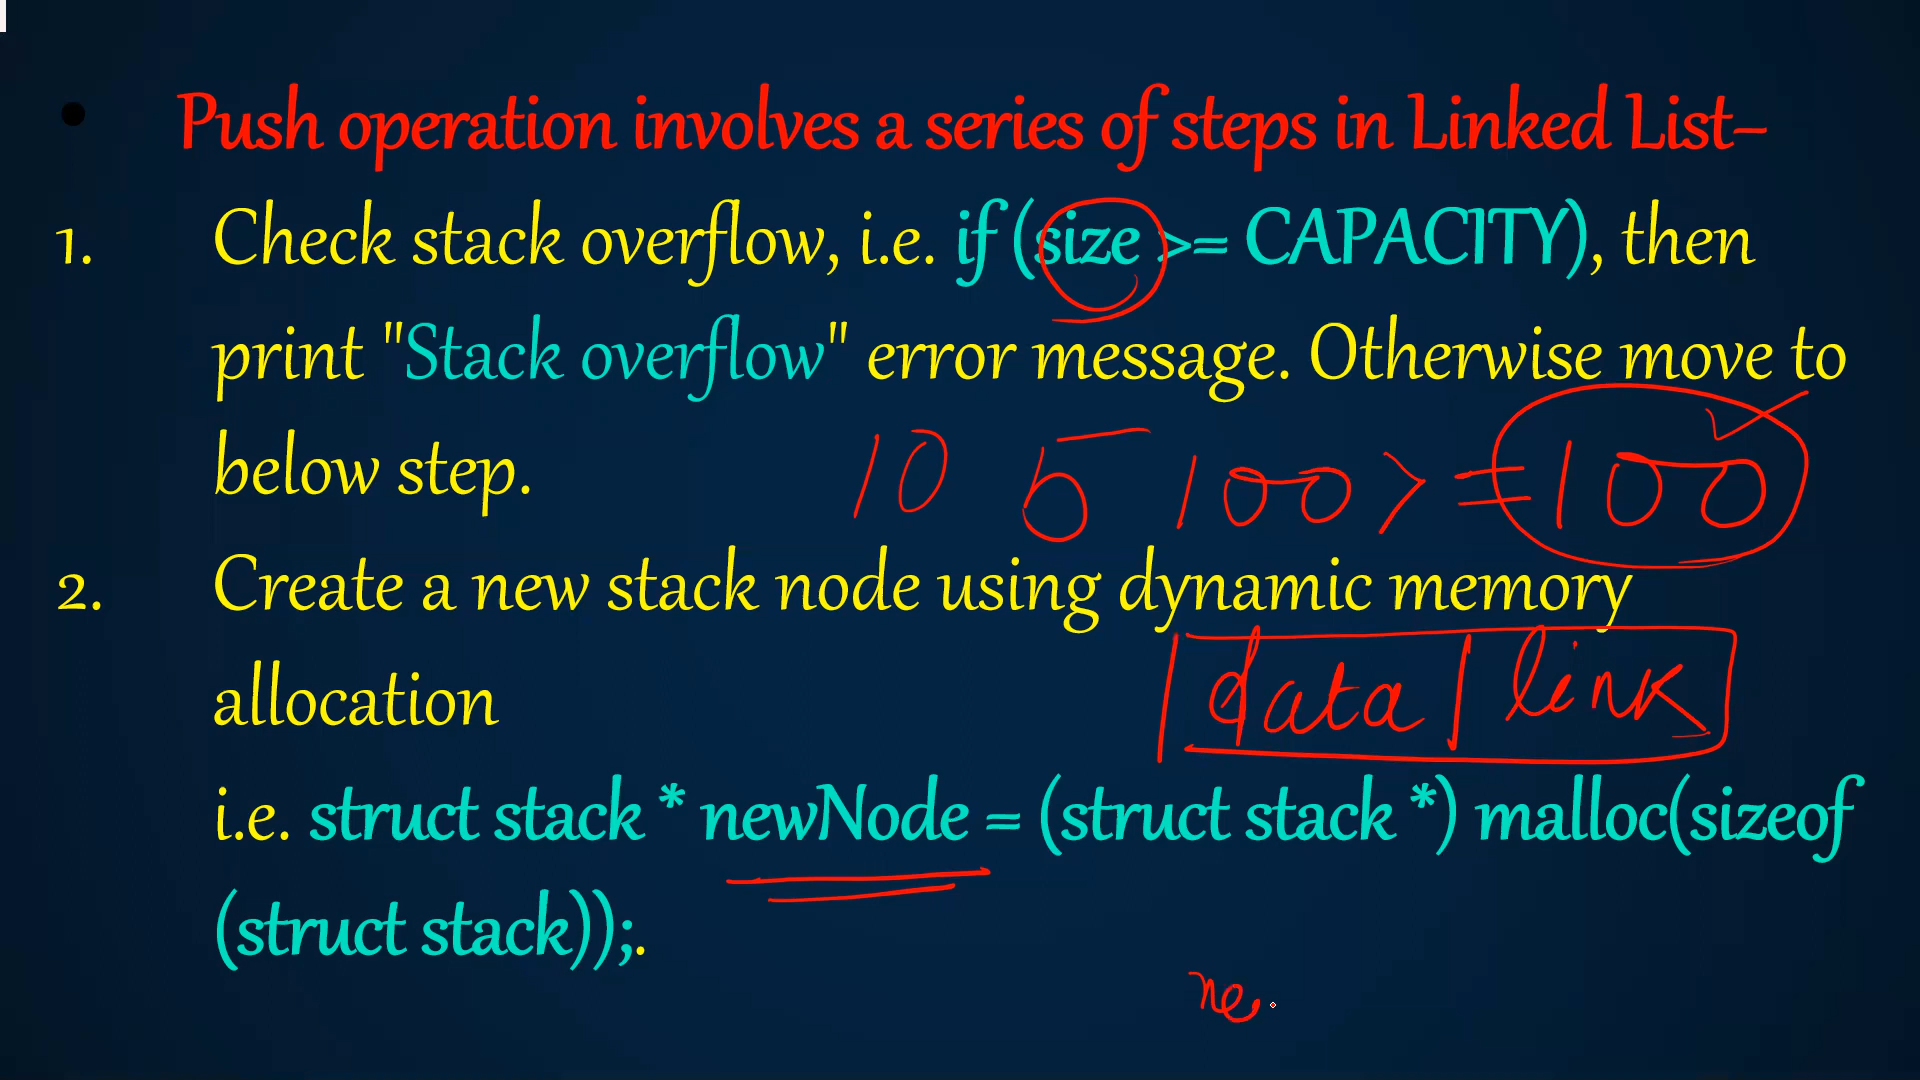 • Push operation involves a series of steps in Linked List–
1. Check stack overflow, i.e. if (size >= CAPACITY), then
print "Stack overflow" error message. Otherwise move to
below step.
10 5 100 >= 100
2. Create a new stack node using dynamic memory
allocation
data | link
i.e. struct stack * newNode = (struct stack *) malloc(sizeof
(struct stack));.
ne